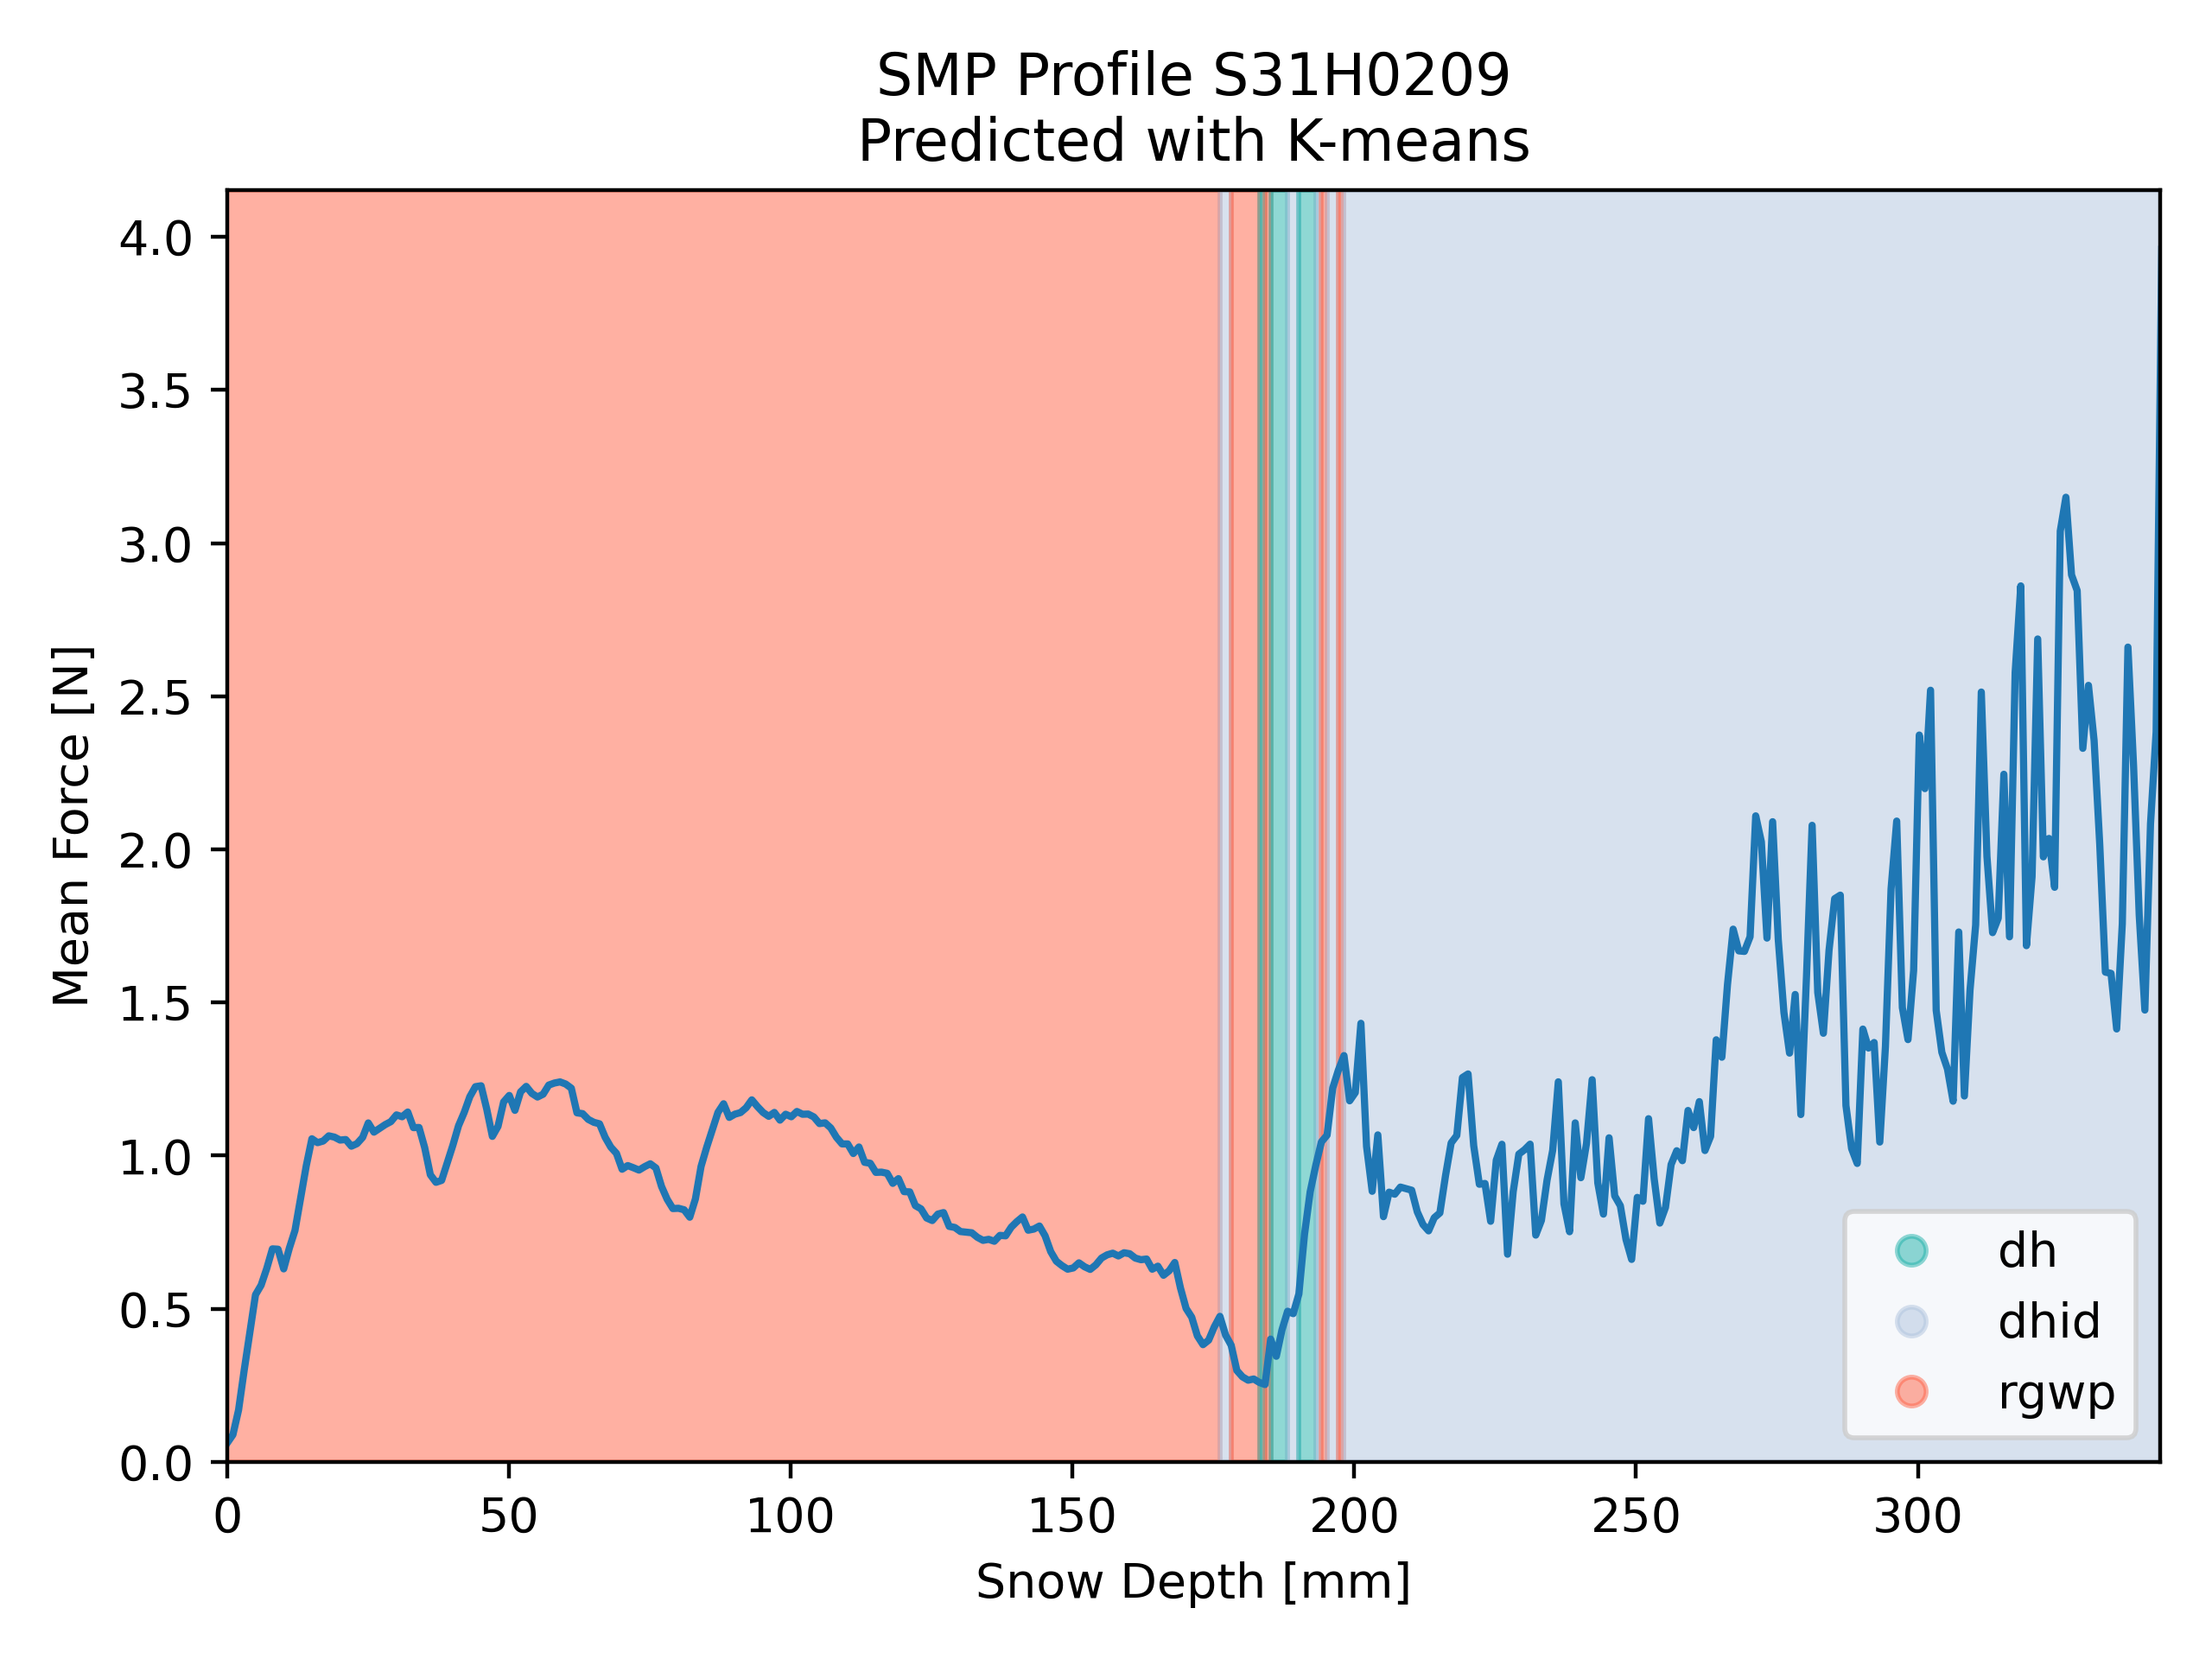 SMP Profile S31H0209
Predicted with K-means
4.0
3.5
3.0
2.5
2.0
1.5
1.0
0.5
0.0
Mean Force [N]
0 50 100 150 200 250 300
Snow Depth [mm]
dh
dhid
rgwp